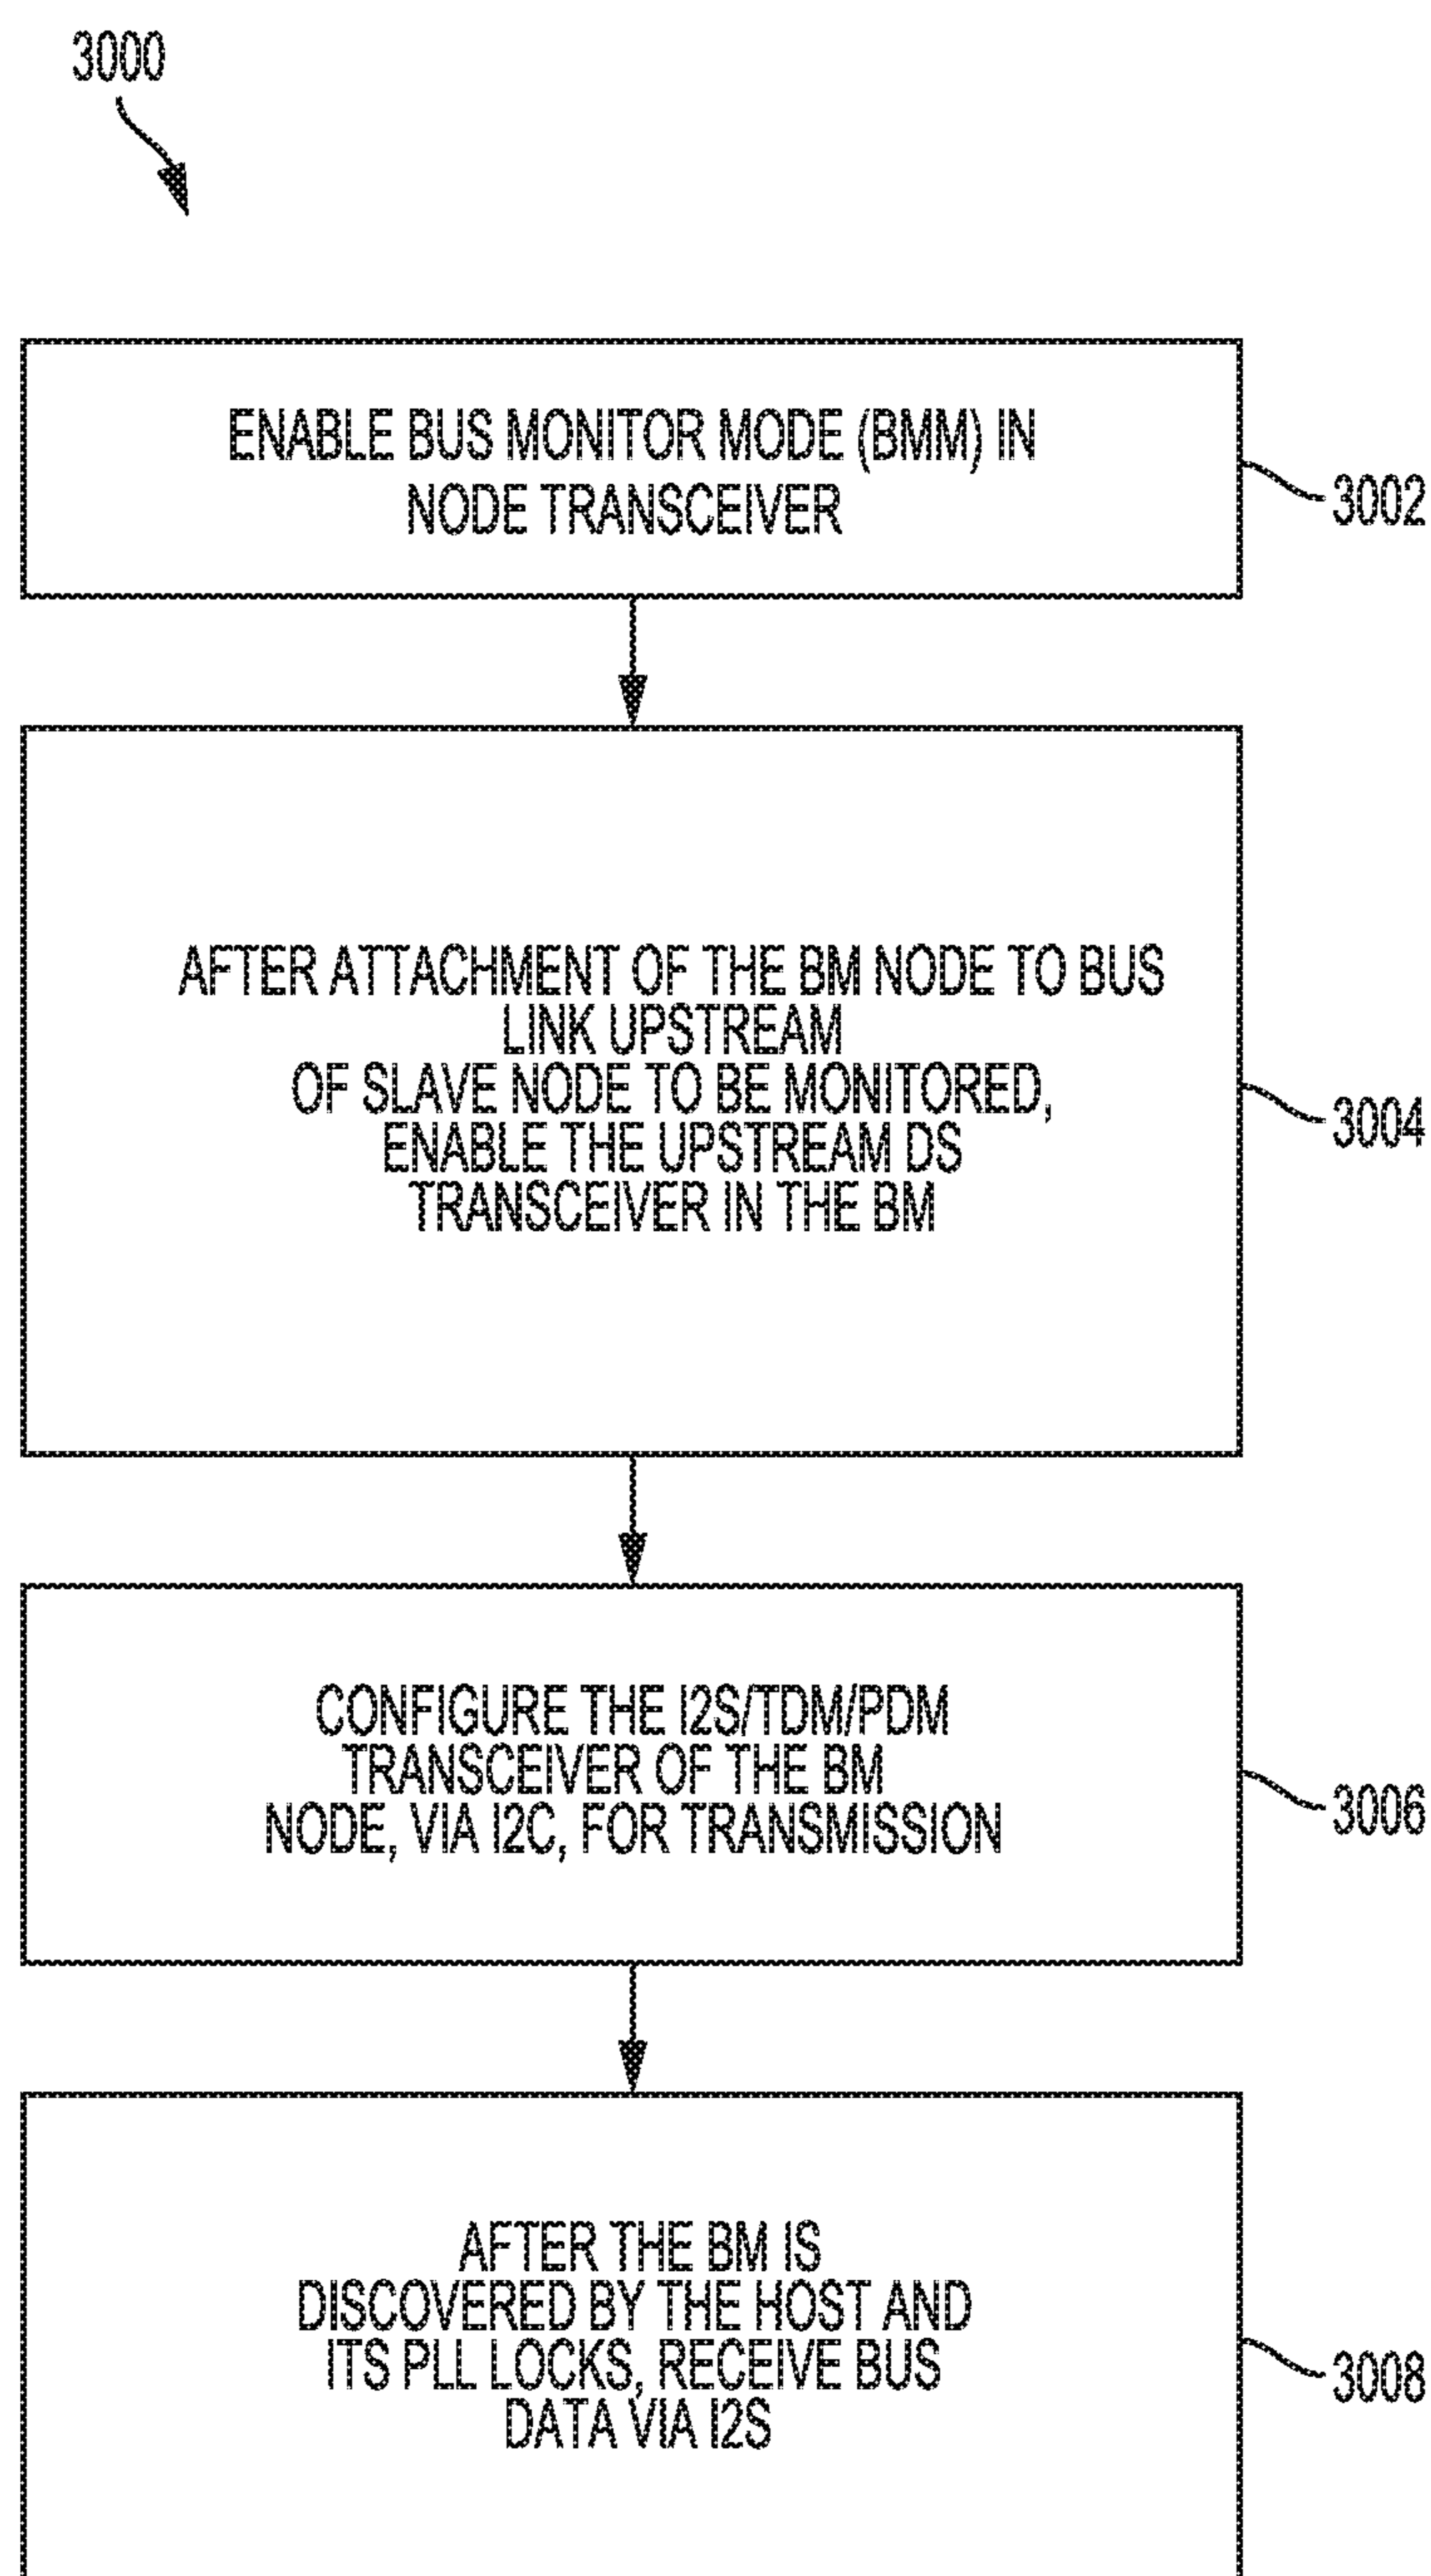 3000
ENABLE BUS MONITOR MODE (BMM) IN
NODE TRANSCEIVER
3002
AFTER ATTACHMENT OF THE BM NODE TO BUS
LINK UPSTREAM
OF SLAVE NODE TO BE MONITORED,
ENABLE THE UPSTREAM DS
TRANSCEIVER IN THE BM
3004
CONFIGURE THE I2S/TDM/PDM
TRANSCEIVER OF THE BM
NODE, VIA I2C, FOR TRANSMISSION
3006
AFTER THE BM IS
DISCOVERED BY THE HOST AND
ITS PLL LOCKS, RECEIVE BUS
DATA VIA I2S
3008